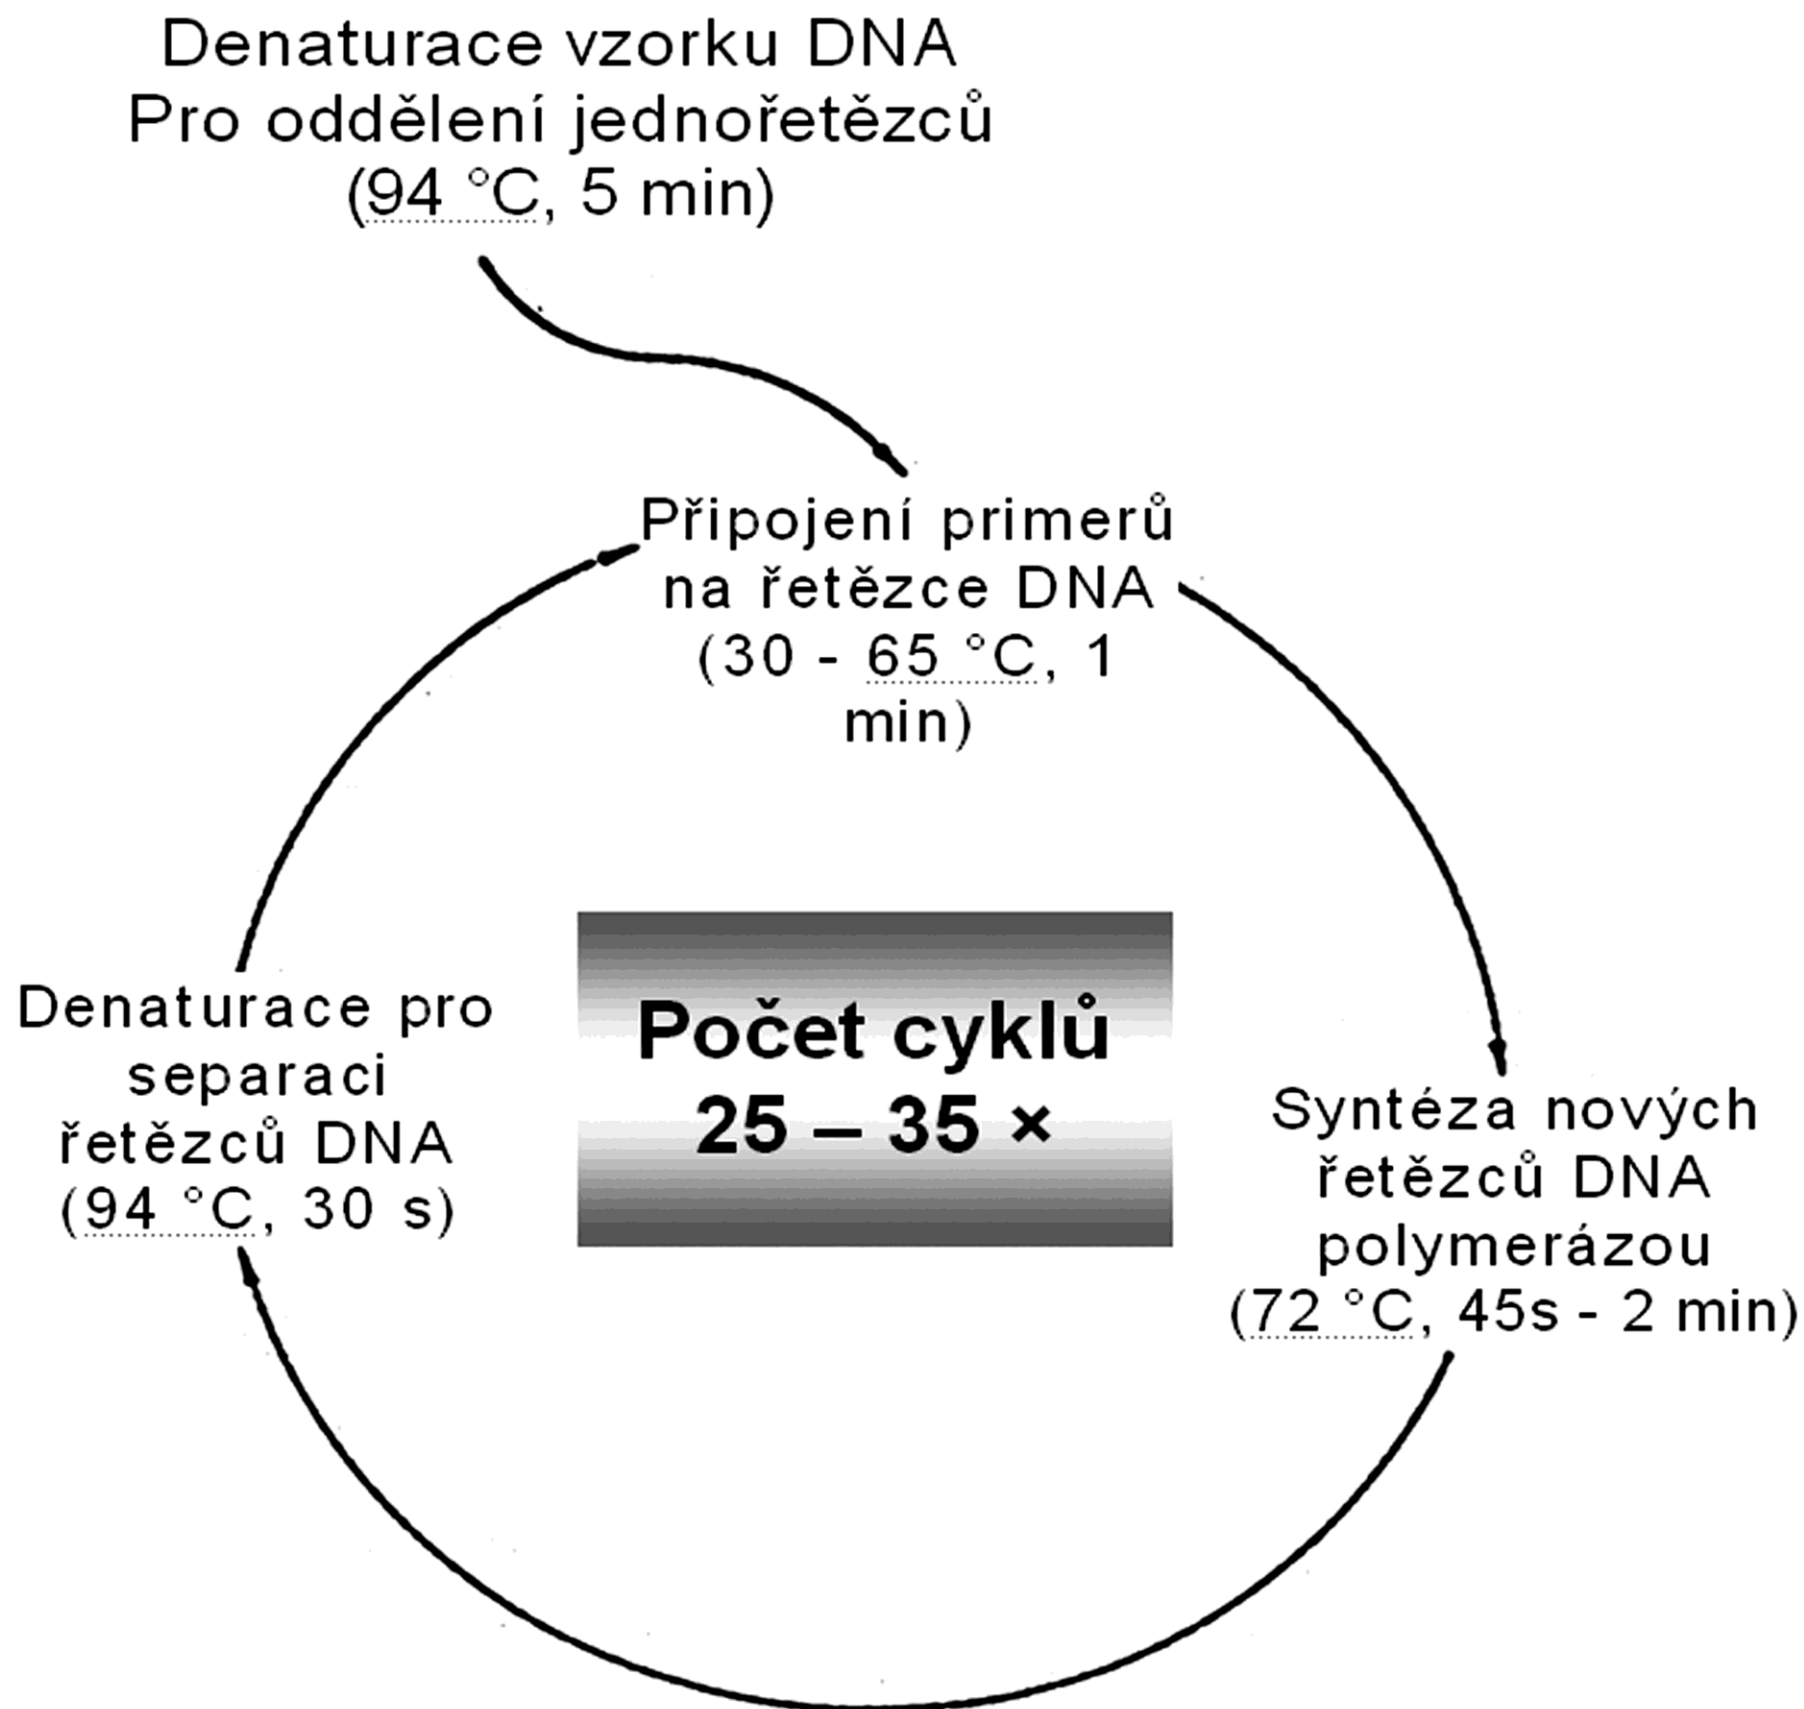 Denaturace vzorku DNA
Pro oddělení jednořetězců
(94 °C, 5 min)
Připojení primerů
na řetězce DNA
(30 - 65 °C, 1
min)
Syntéza nových
řetězců DNA
polymerázou
(72 °C, 45s - 2 min)
Denaturace pro
separaci
řetězců DNA
(94 °C, 30 s)
Počet cyklů
25 – 35 ×